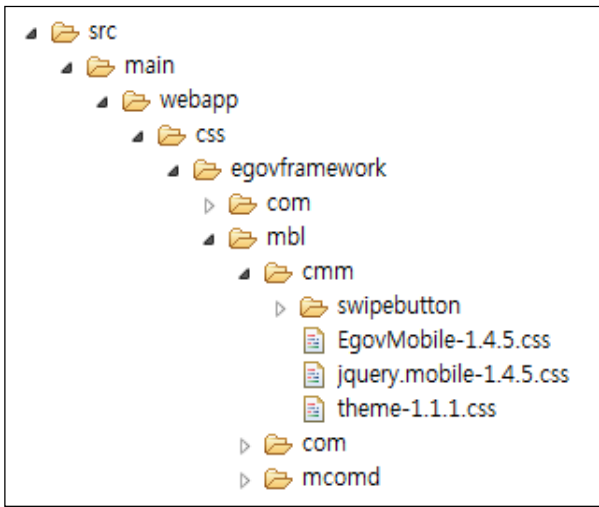 src
main
webapp
css
egovframework
com
mbl
cmm
swipebutton
EgovMobile-1.4.5.css
jquery.mobile-1.4.5.css
theme-1.1.1.css
com
mcomd